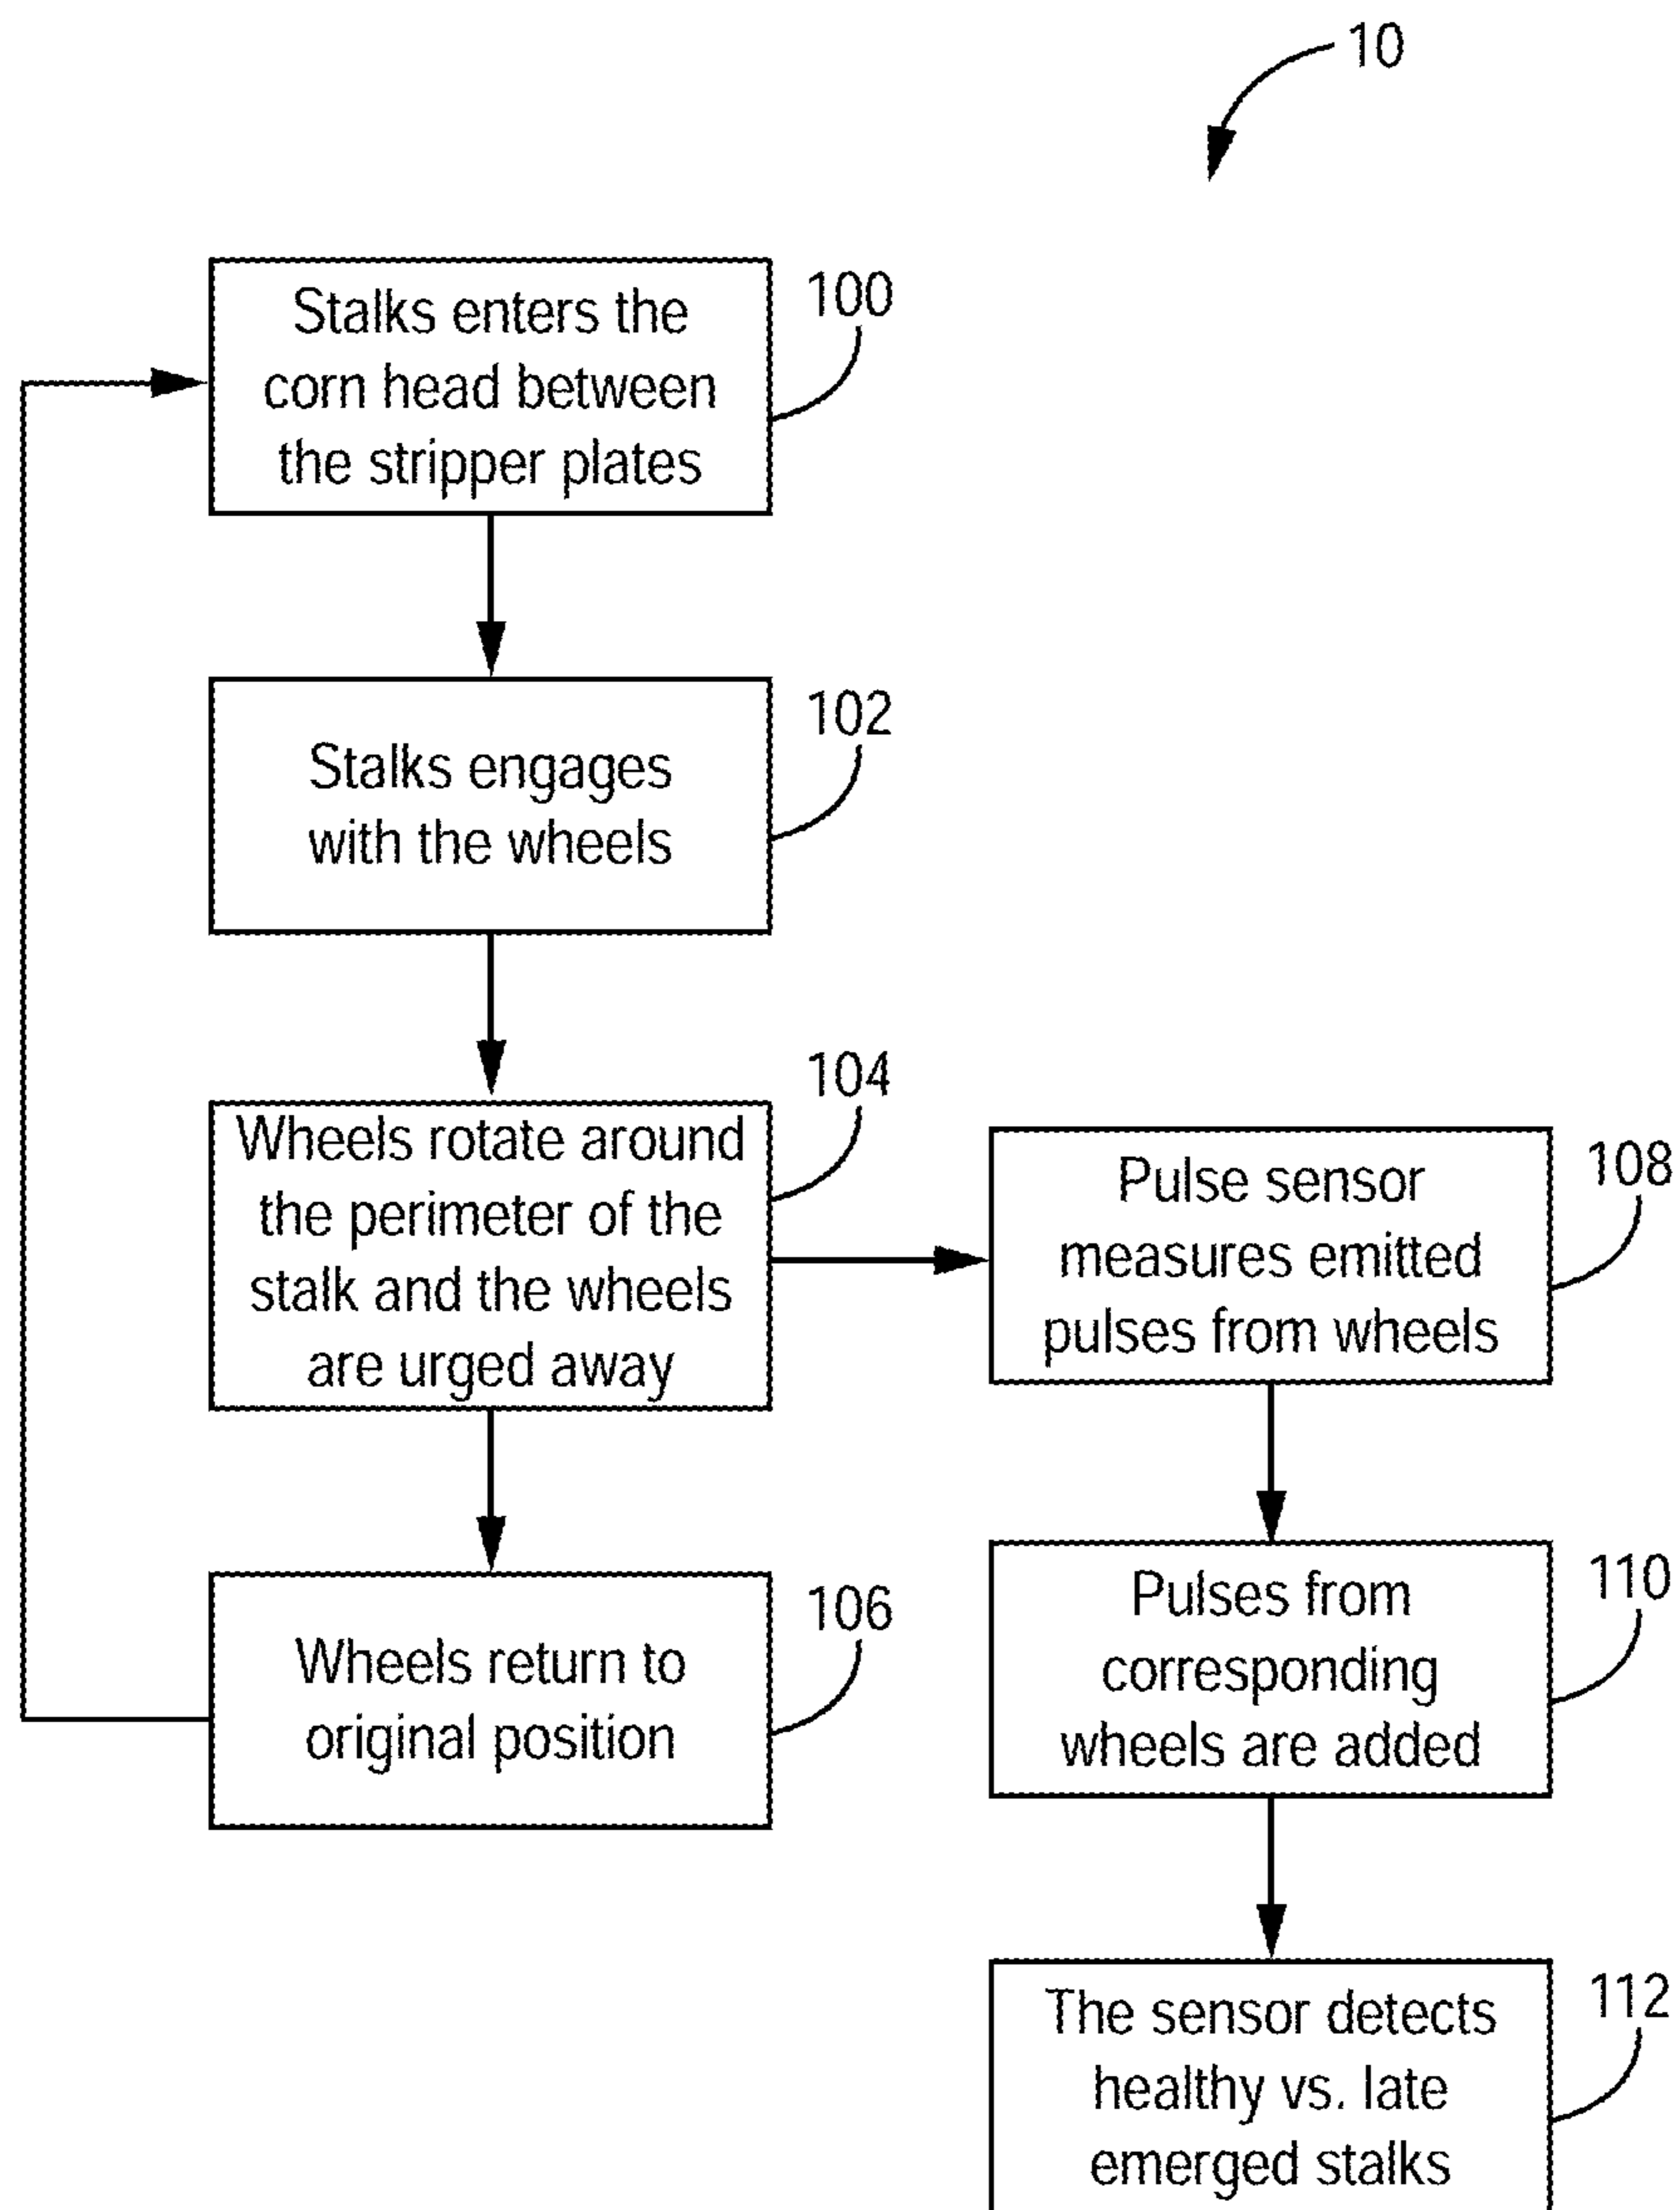 10
Stalks enters the
corn head between
the stripper plates
100
Stalks engages
with the wheels
102
Wheels rotate around
the perimeter of the
stalk and the wheels
are urged away
104
Wheels return to
original position
106
Pulse sensor
measures emitted
pulses from wheels
108
Pulses from
corresponding
wheels are added
110
The sensor detects
healthy vs. late
emerged stalks
112